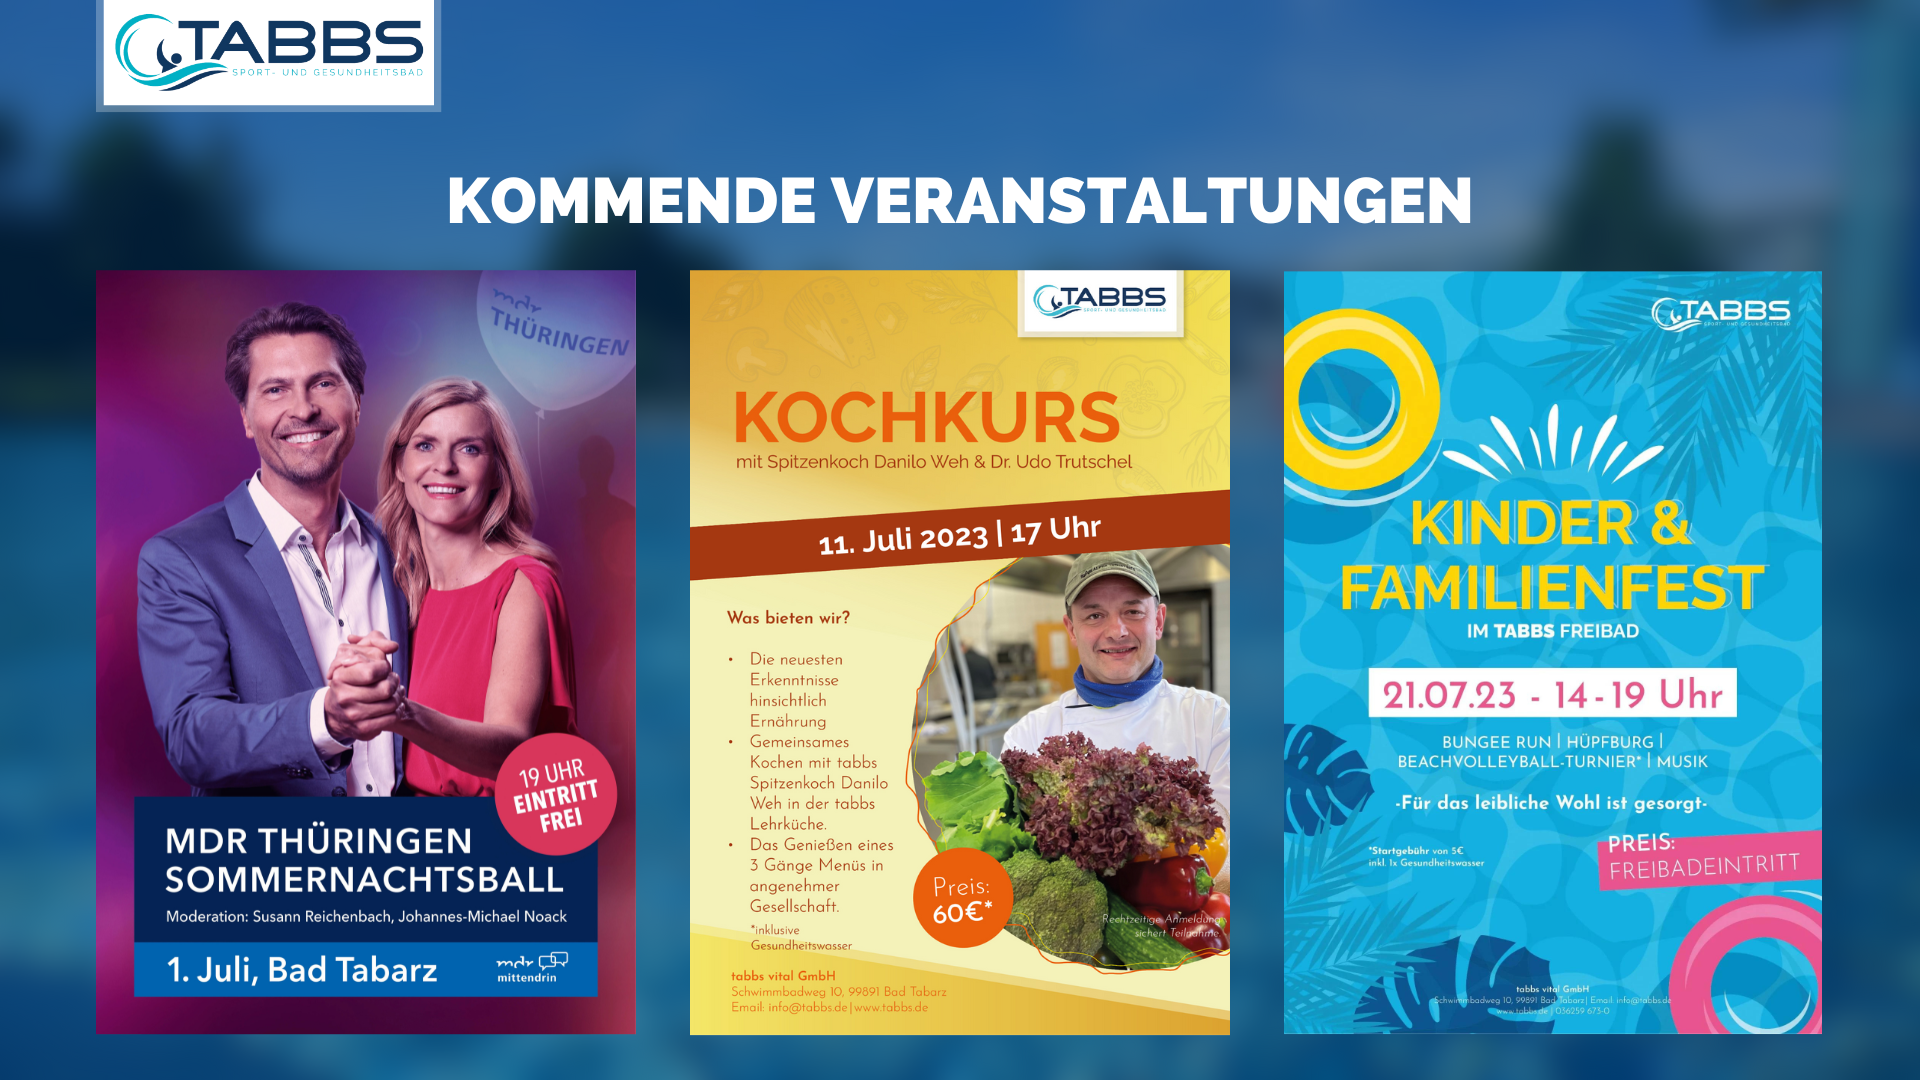 TABBS
SPORT- UND GESUNDHEITSBAD
KOMMENDE VERANSTALTUNGEN
mdr
THÜRINGEN
19 UHR
EINTRITT
FREI
MDR THÜRINGEN
SOMMERNACHTSBALL
Moderation: Susann Reichenbach, Johannes-Michael Noack
1. Juli, Bad Tabarz
mdr
mittendrin
TABBS
SPORT- UND GESUNDHEITSBAD
KOCHKURS
mit Spitzenkoch Danilo Weh & Dr. Udo Trutschel
11. Juli 2023 | 17 Uhr
Was bieten wir?
• Die neuesten
Erkenntnisse
hinsichtlich
Ernährung
• Gemeinsames
Kochen mit tabbs
Spitzenkoch Danilo
Weh in der tabbs
Lehrküche.
• Das Genießen eines
3 Gänge Menüs in
angenehmer
Gesellschaft.
*inklusive
Gesundheitswasser
Preis:
60€*
Rechtzeitige Anmeldung
sichert Teilnahme
tabbs vital GmbH
Schwimmbadweg 10, 99891 Bad Tabarz
Email: info@tabbs.de | www.tabbs.de
TABBS
SPORT- UND GESUNDHEITSBAD
KINDER &
FAMILIENFEST
IM TABBS FREIBAD
21.07.23 - 14-19 Uhr
BUNGEE RUN | HÜPFBURG |
BEACHVOLLEYBALL-TURNIER* | MUSIK
-Für das leibliche Wohl ist gesorgt-
*Startgebühr von 5€
inkl. 1x Gesundheitswasser
PREIS:
FREIBADEINTRITT
tabbs vital GmbH
Schwimmbadweg 10, 99891 Bad Tabarz | Email: info@tabbs.de
www.tabbs.de | 036259 673-0